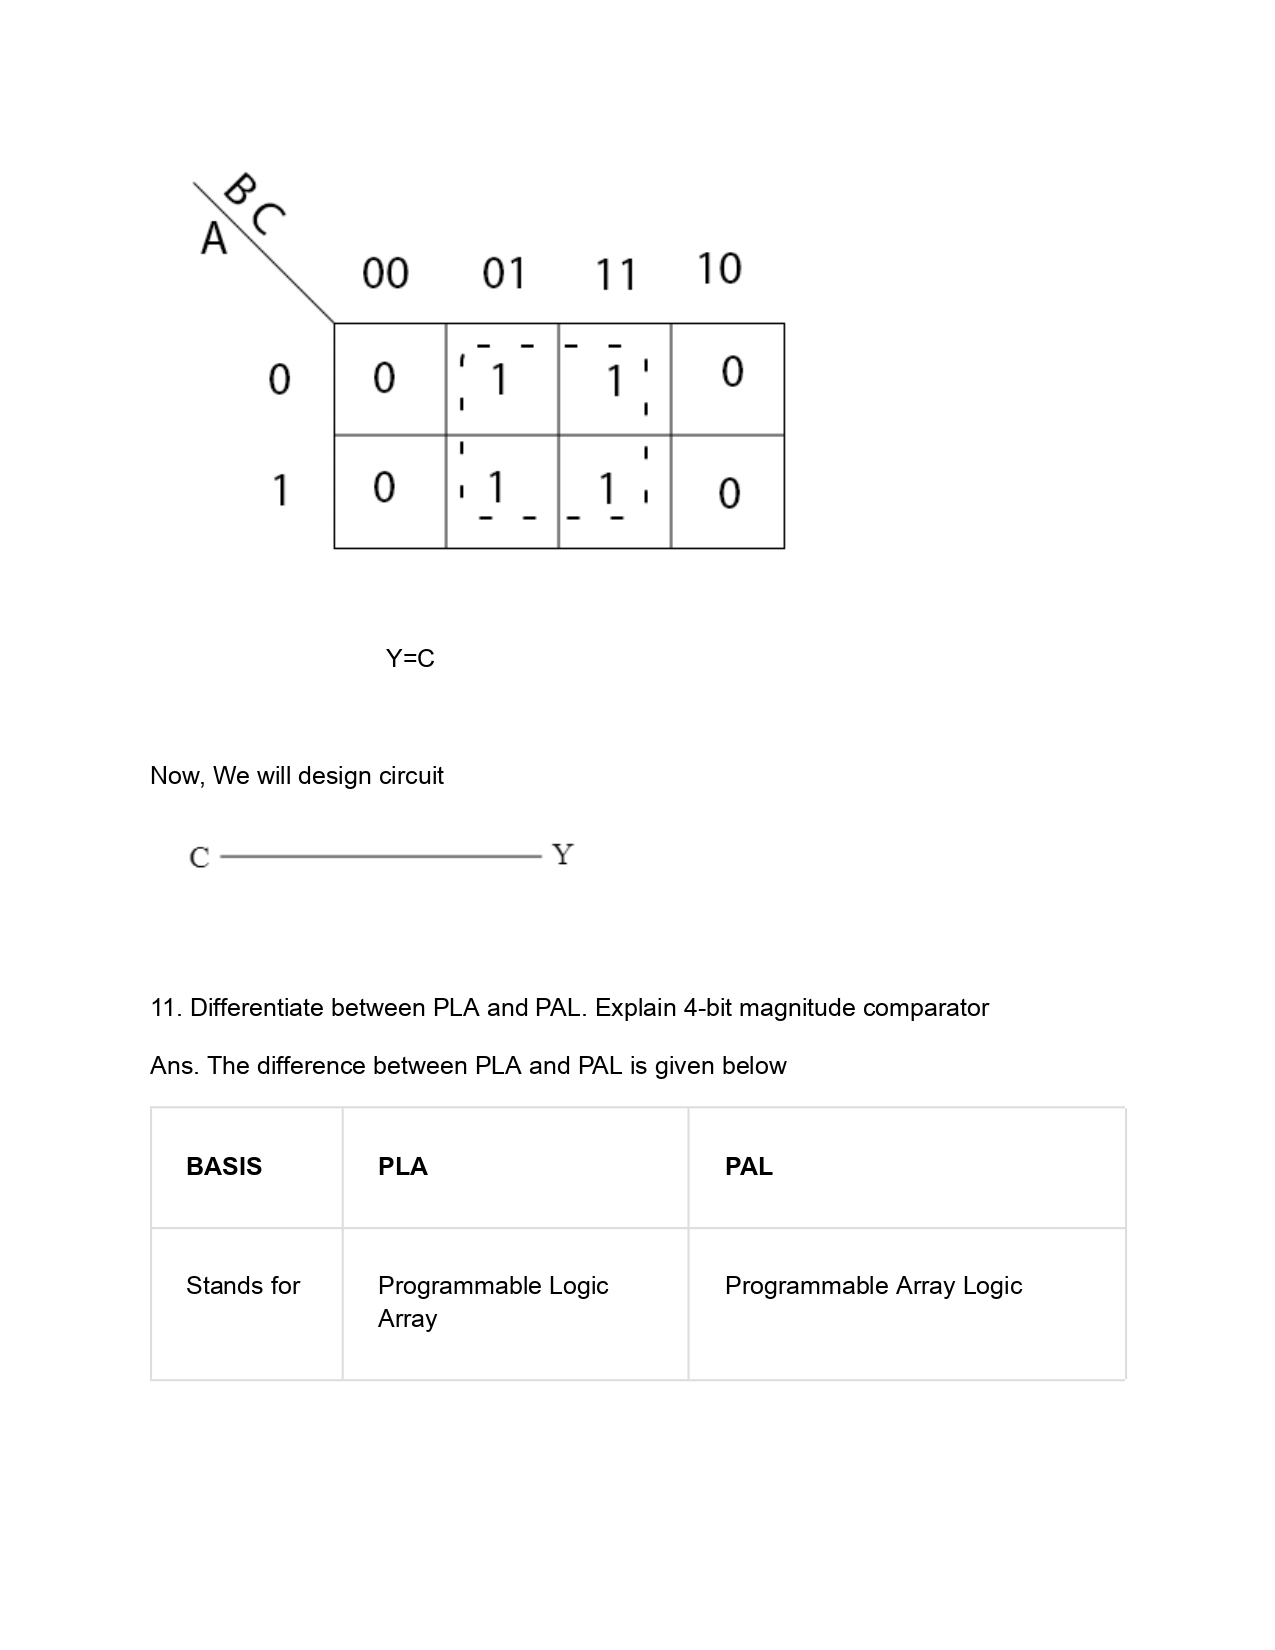 B C
A
00 01 11 10
0 0 1 1 0
1 0 1 1 0
Y=C
Now, We will design circuit
C Y
11. Differentiate between PLA and PAL. Explain 4-bit magnitude comparator
Ans. The difference between PLA and PAL is given below
BASIS PLA PAL
Stands for Programmable Logic Programmable Array Logic
Array